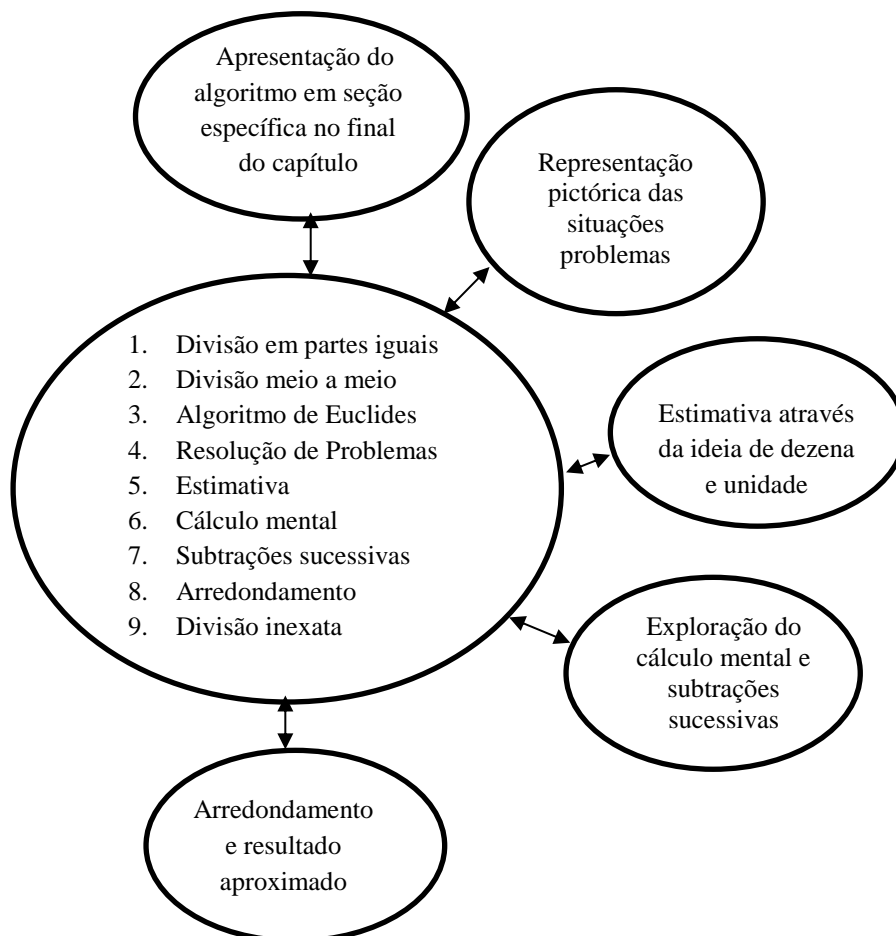 Apresentação do
algoritmo em seção
específica no final
do capítulo
Representação
pictórica das
situações
problemas
1. Divisão em partes iguais
2. Divisão meio a meio
3. Algoritmo de Euclides
4. Resolução de Problemas
5. Estimativa
6. Cálculo mental
7. Subtrações sucessivas
8. Arredondamento
9. Divisão inexata
Estimativa através
da ideia de dezena
e unidade
Exploração do
cálculo mental e
subtrações
sucessivas
Arredondamento
e resultado
aproximado